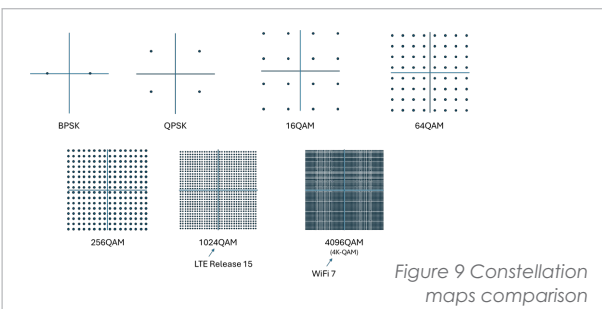 BPSK
QPSK
16QAM
64QAM
256QAM
1024QAM
4096QAM
(4K-QAM)
LTE Release 15
WiFi 7
Figure 9 Constellation
maps comparison